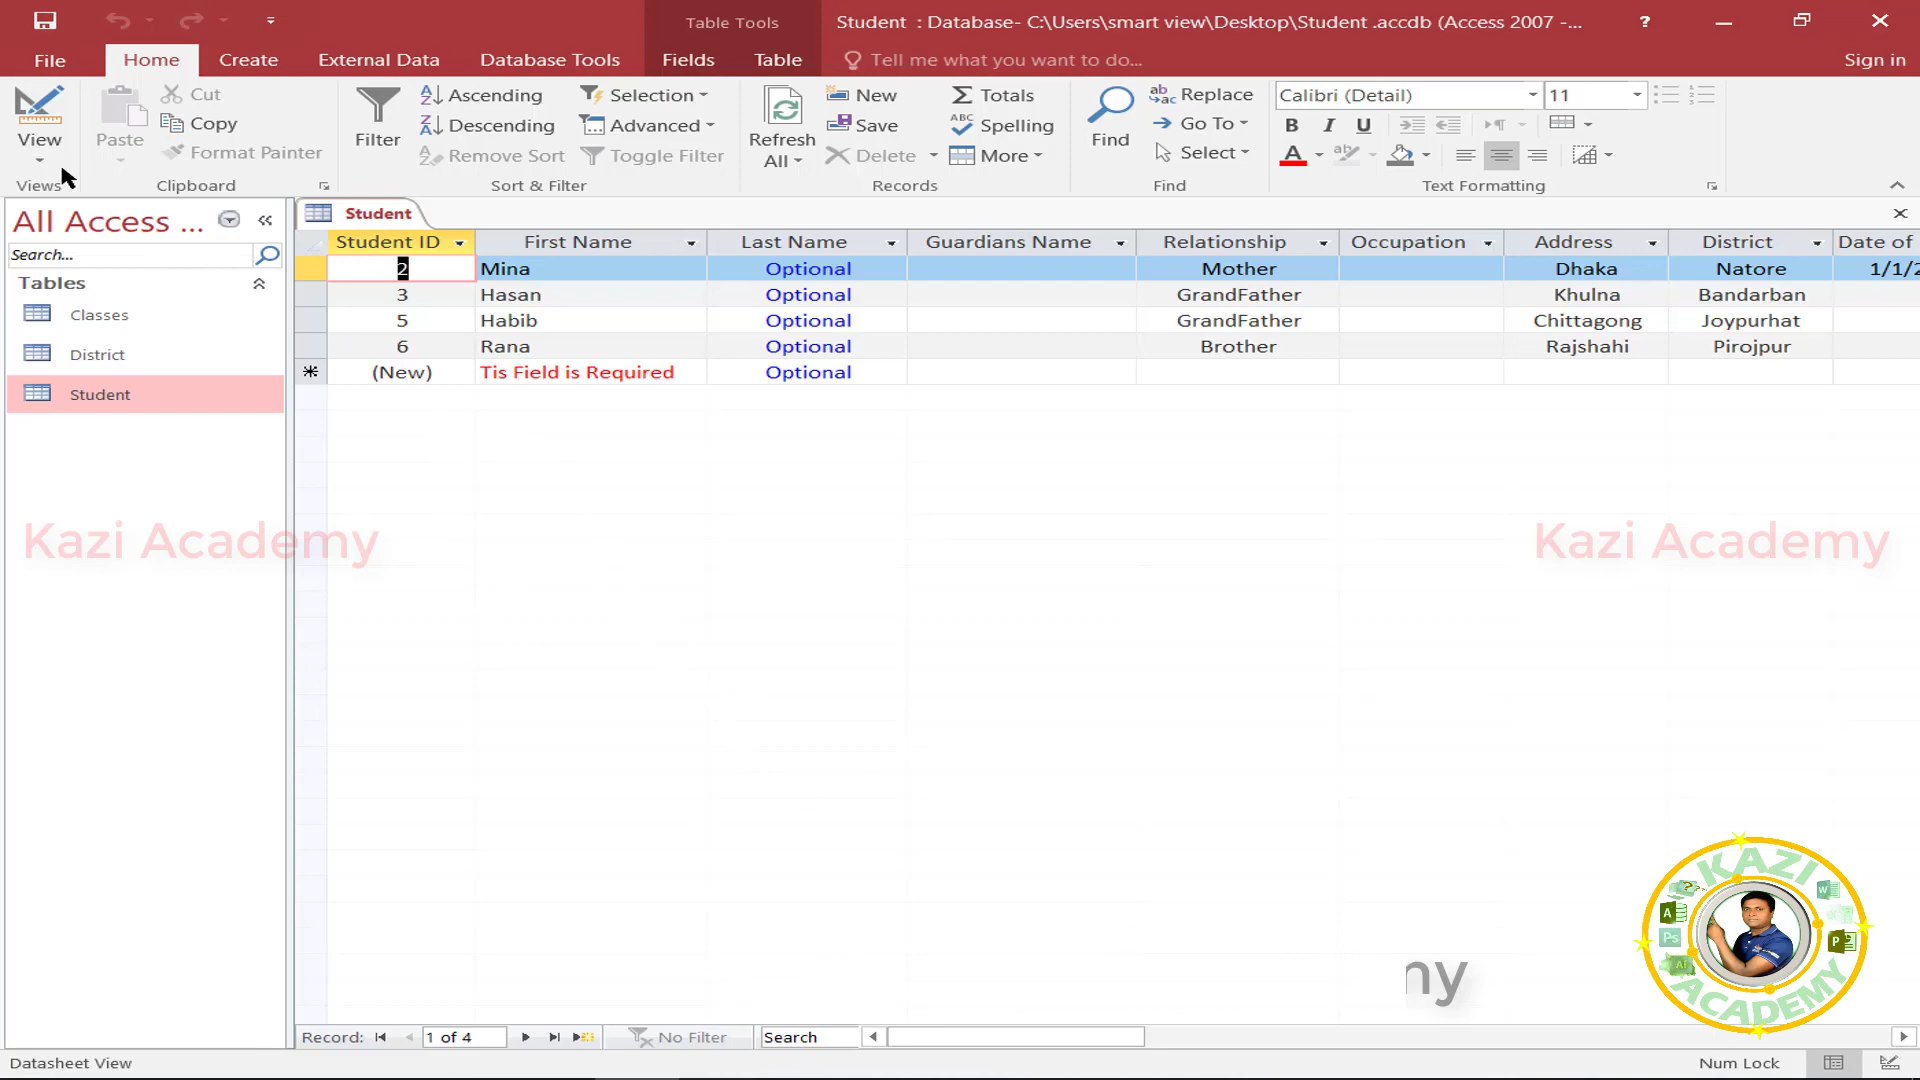 Table Tools
Student : Database- C:\Users\smart view\Desktop\Student .accdb (Access 2007 -...
?
File
Home
Create
External Data
Database Tools
Fields
Table
Tell me what you want to do...
Sign in
View
Views
Paste
Cut
Copy
Format Painter
Clipboard
Filter
Ascending
Descending
Remove Sort
Selection
Advanced
Toggle Filter
Sort & Filter
Refresh
All
New
Save
Delete
Totals
Spelling
More
Records
Find
Replace
Go To
Select
Find
Calibri (Detail)
11
B I U
A
Text Formatting
All Access ...
Search...
Tables
Classes
District
Student
Student
Student ID First Name Last Name Guardians Name Relationship Occupation Address District Date of
2 Mina Optional Mother Dhaka Natore 1/1/2
3 Hasan Optional GrandFather Khulna Bandarban
5 Habib Optional GrandFather Chittagong Joypurhat
6 Rana Optional Brother Rajshahi Pirojpur
(New) Tis Field is Required Optional
Kazi Academy
Kazi Academy
my
KAZI
ACADEMY
Record: 1 of 4 No Filter Search
Datasheet View
Num Lock